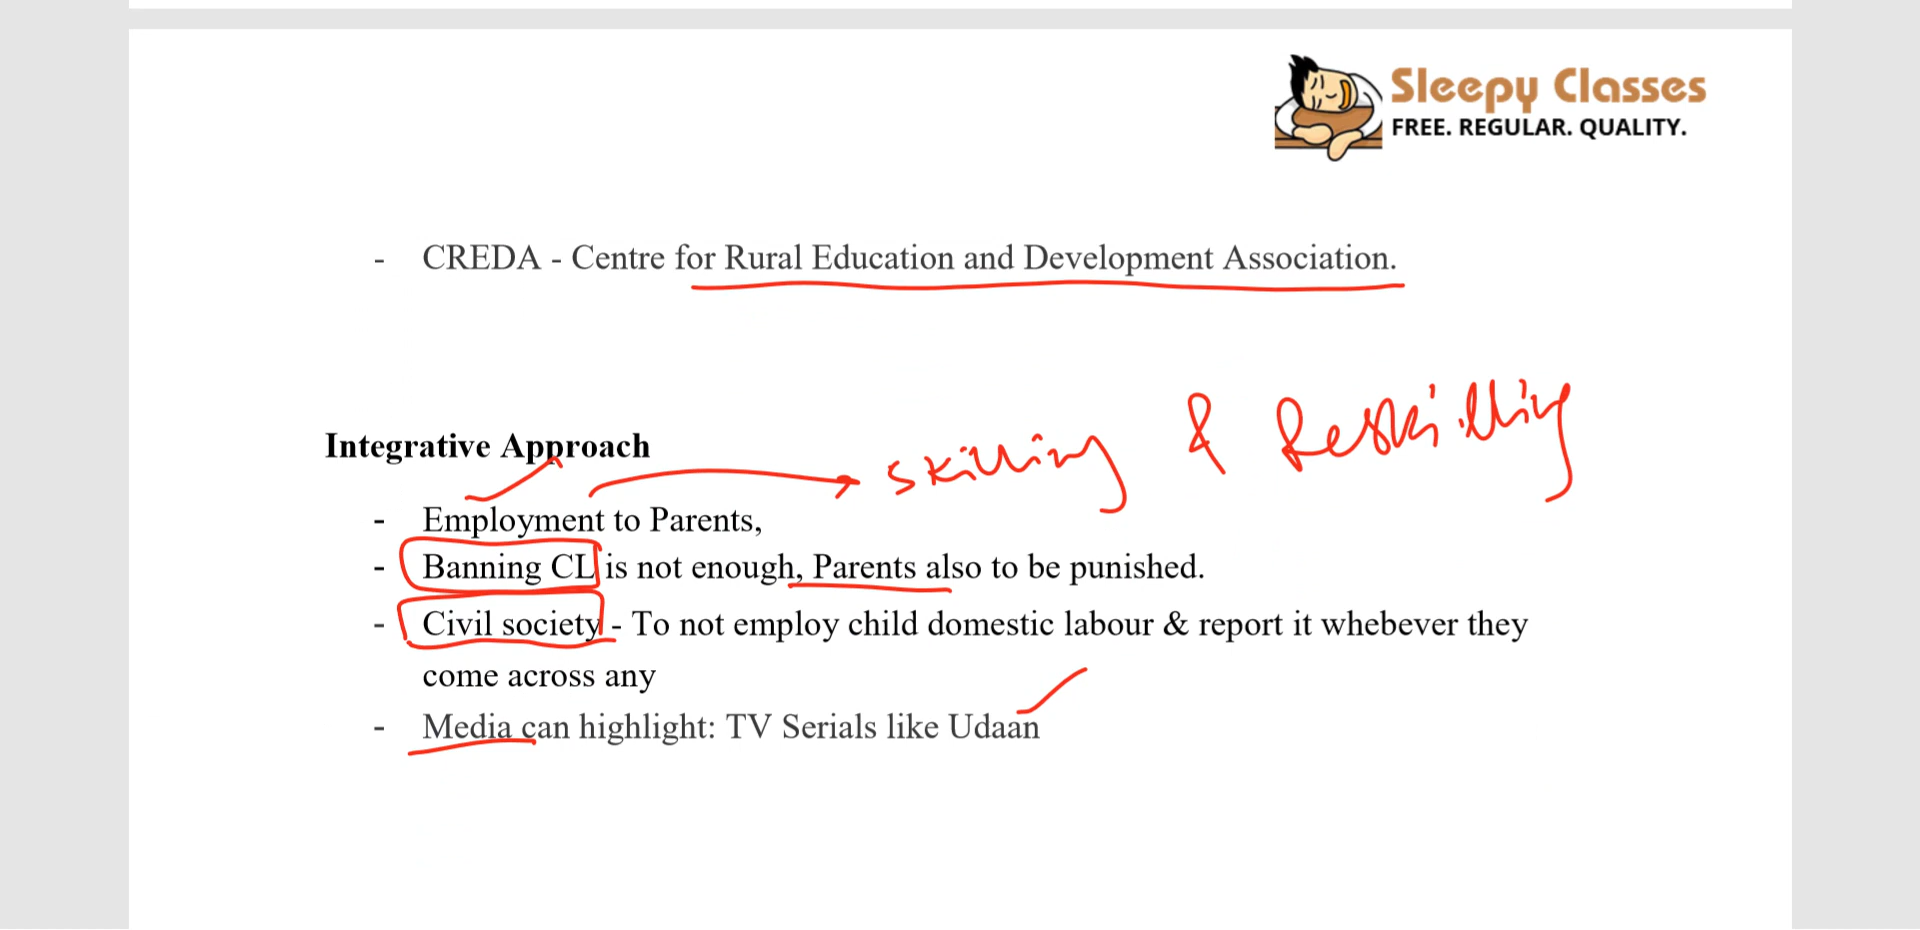 Sleepy Classes
FREE. REGULAR. QUALITY.
- CREDA - Centre for Rural Education and Development Association.
Integrative Approach
skilling & Reskilling
- Employment to Parents,
- Banning CL is not enough, Parents also to be punished.
- Civil society - To not employ child domestic labour & report it whebever they
come across any
- Media can highlight: TV Serials like Udaan